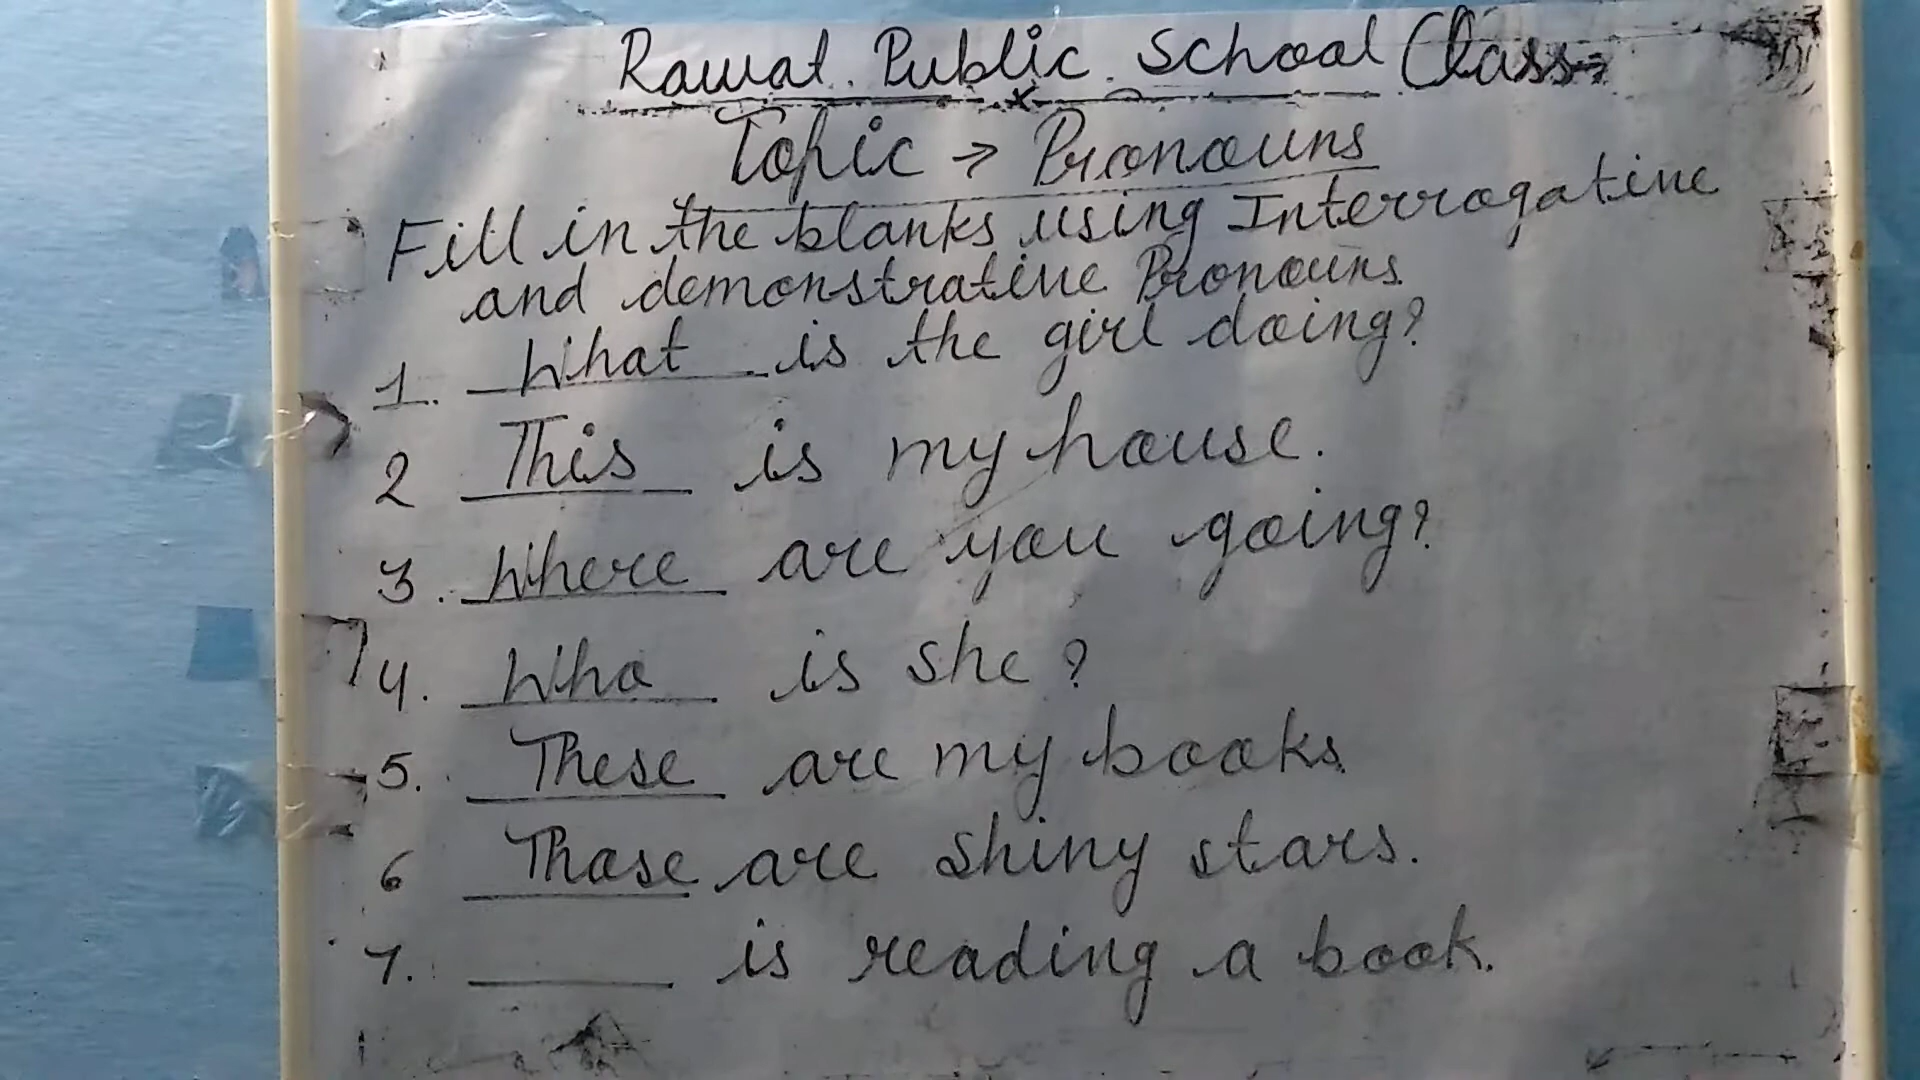 Rawat Public School Class →
Topic → Pronouns
Fill in the blanks using Interrogative
and demonstrative Pronouns.
1. What is the girl doing?
2 This is my house.
3. Where are you going?
4. Who is she?
5. These are my books.
6 Those are shiny stars.
7. ______ is reading a book.